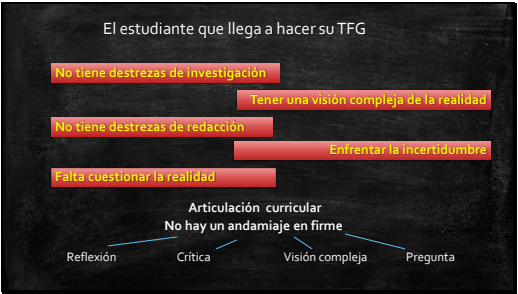 El estudiante que llega a hacer su TFG
No tiene destrezas de investigación
Tener una visión compleja de la realidad
No tiene destrezas de redacción
Enfrentar la incertidumbre
Falta cuestionar la realidad
Articulación curricular
No hay un andamiaje en firme
Reflexión Crítica Visión compleja Pregunta